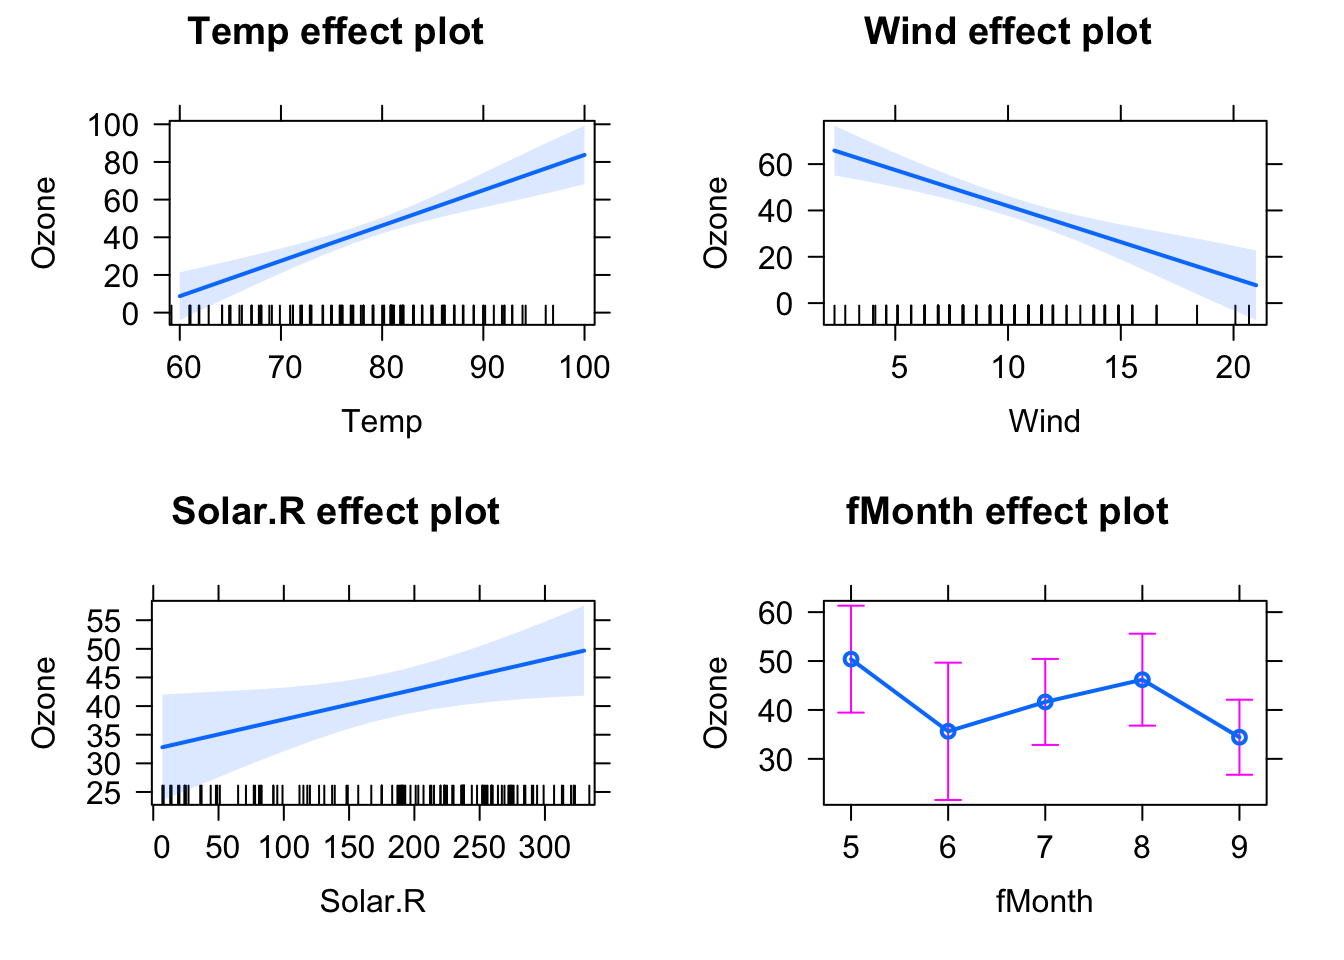 Temp effect plot
Ozone
100
80
60
40
20
0
60 70 80 90 100
Temp
Wind effect plot
Ozone
60
40
20
0
5 10 15 20
Wind
Solar.R effect plot
Ozone
55
50
45
40
35
30
25
0 50 100 150 200 250 300
Solar.R
fMonth effect plot
Ozone
60
50
40
30
5 6 7 8 9
fMonth